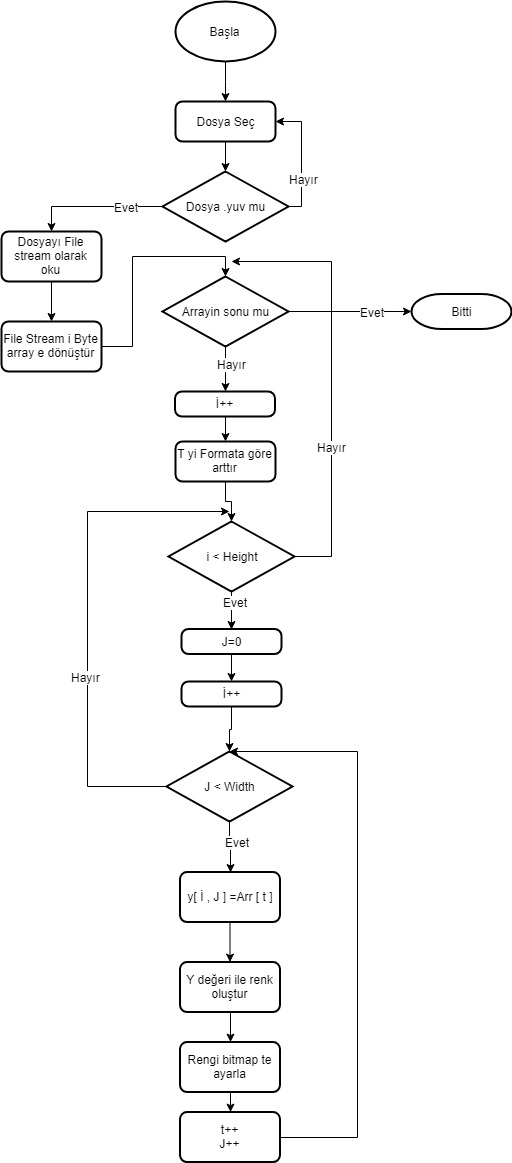 Başla
Dosya Seç
Hayır
Dosya .yuv mu
Evet
Dosyayı File
stream olarak
oku
File Stream i Byte
array e dönüştür
Arrayin sonu mu
Evet
Bitti
Hayır
İ++
T yi Formata göre
arttır
Hayır
i < Height
Evet
J=0
İ++
Hayır
J < Width
Evet
y[ İ , J ] =Arr [ t ]
Y değeri ile renk
oluştur
Rengi bitmap te
ayarla
t++
J++